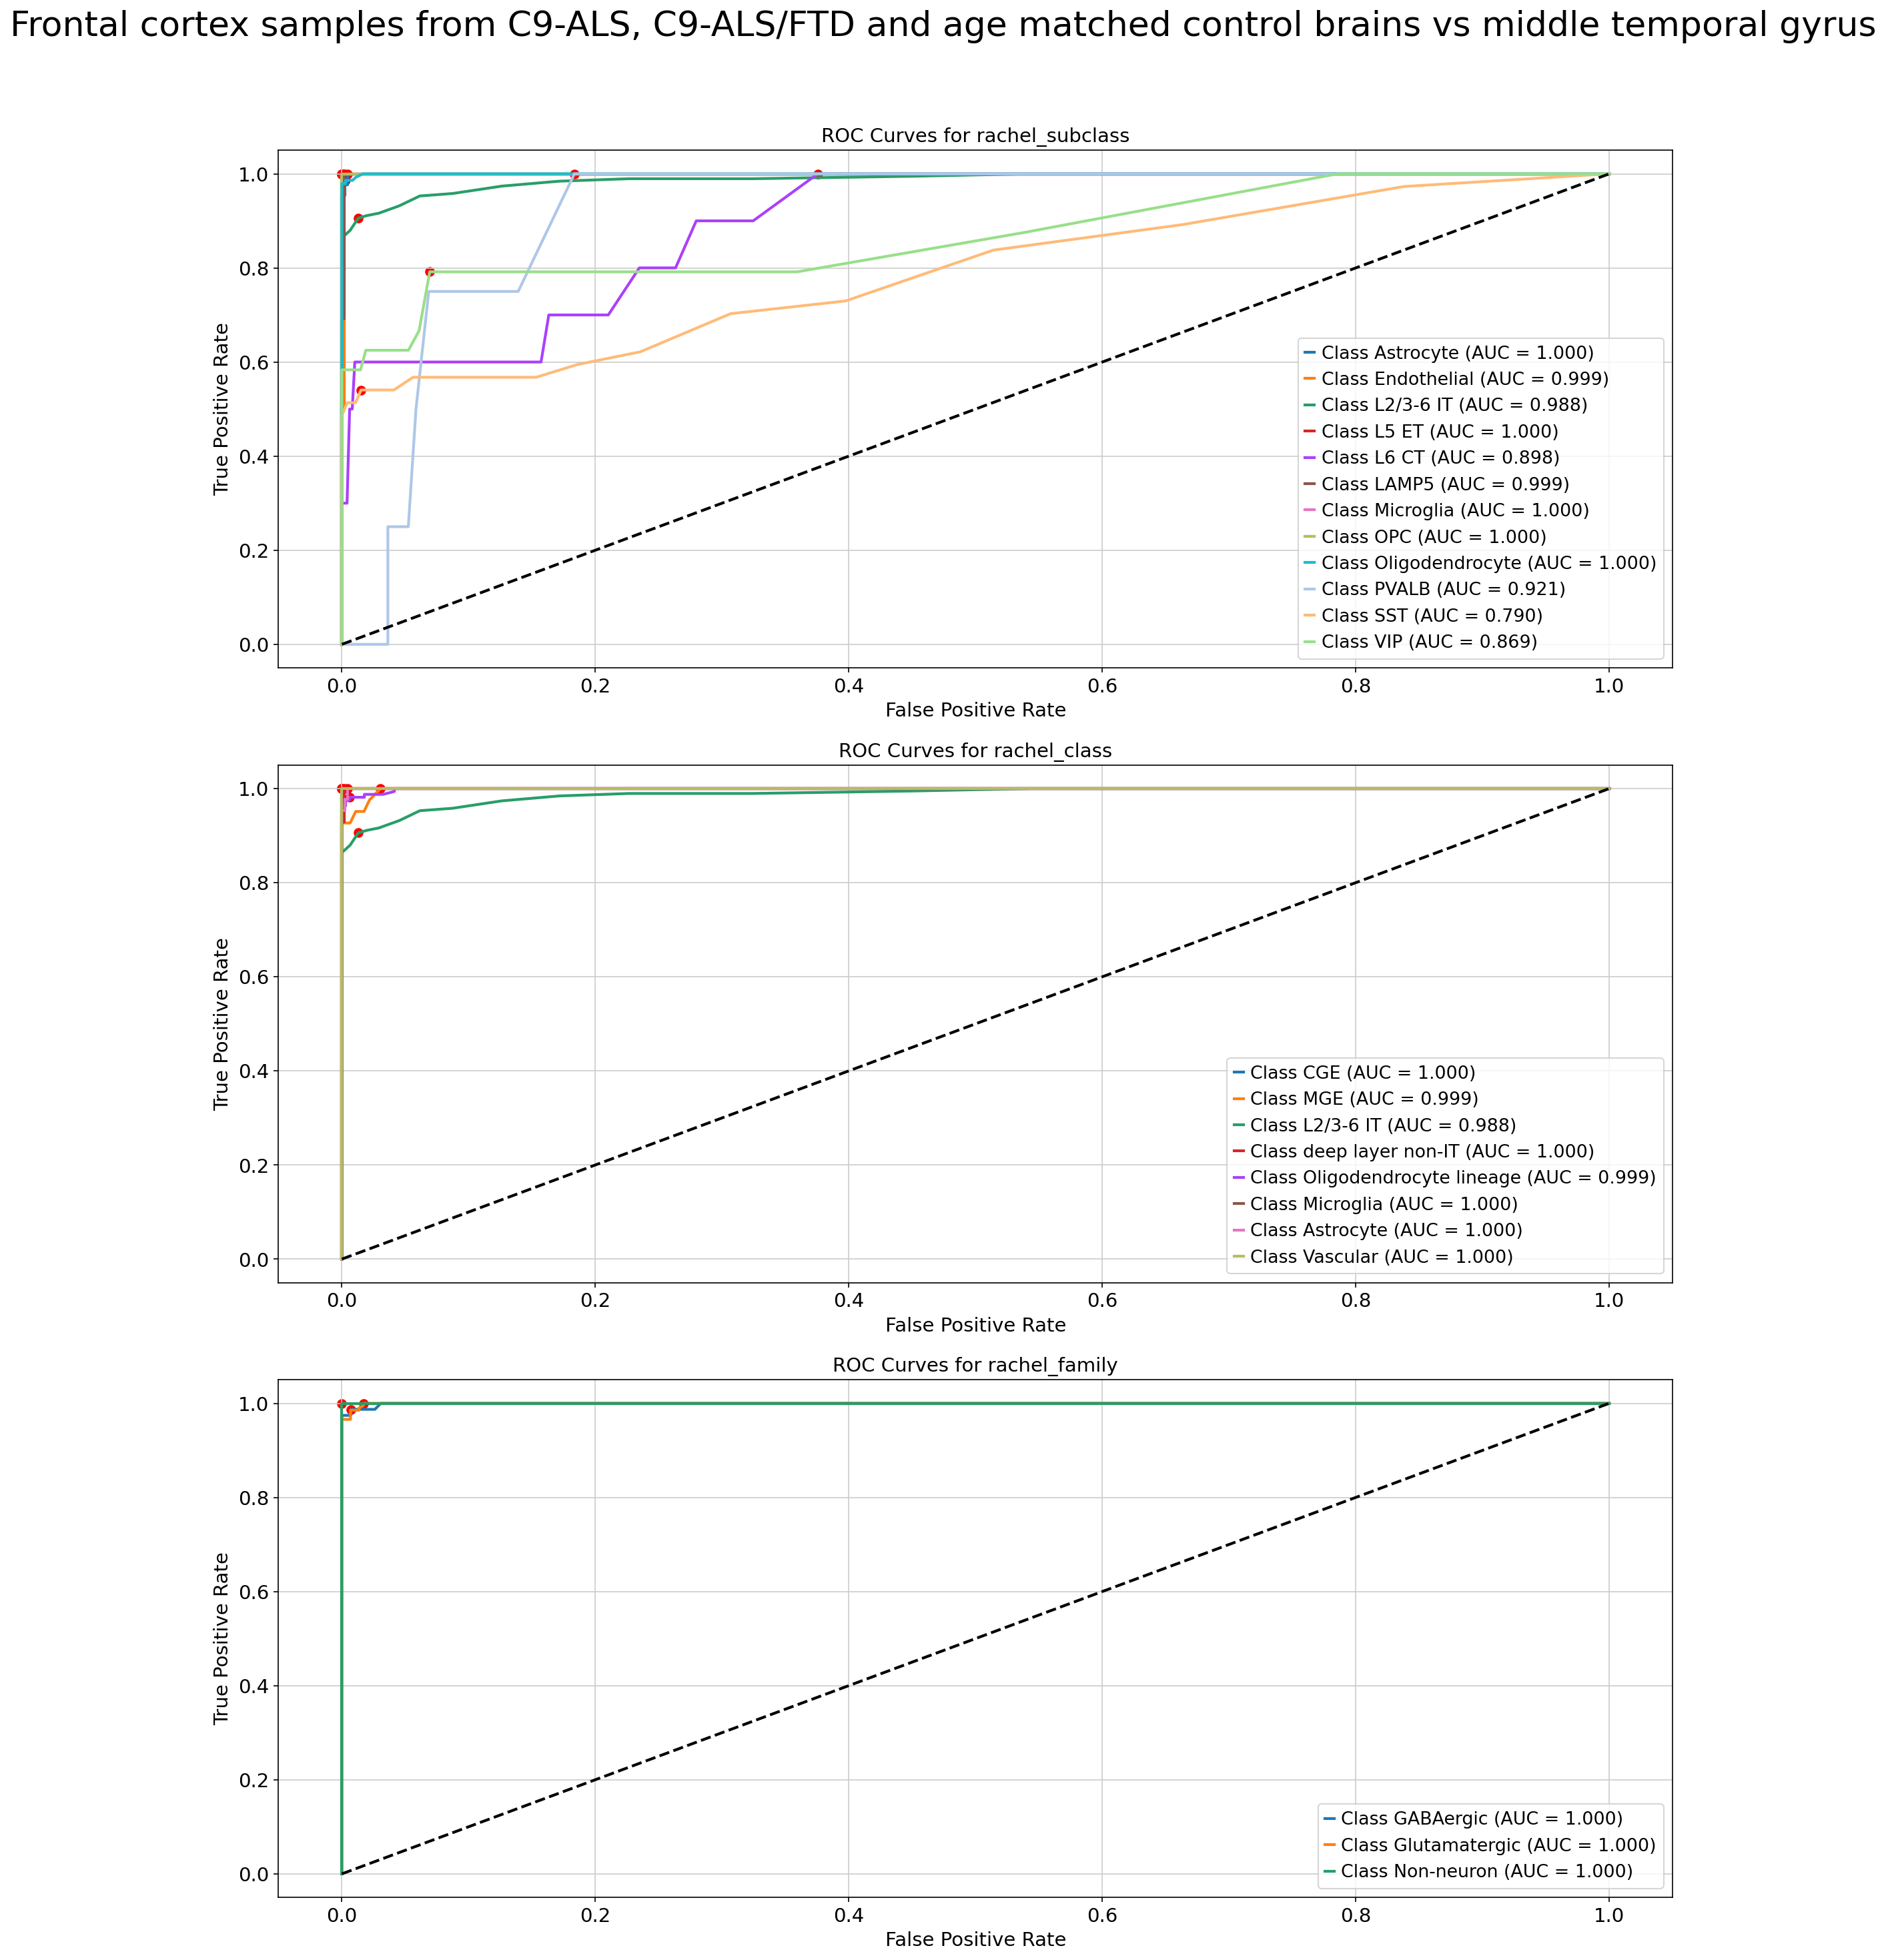 Frontal cortex samples from C9-ALS, C9-ALS/FTD and age matched control brains vs middle temporal gyrus
ROC Curves for rachel_subclass
True Positive Rate
1.0
0.8
0.6
0.4
0.2
0.0
Class Astrocyte (AUC = 1.000)
Class Endothelial (AUC = 0.999)
Class L2/3-6 IT (AUC = 0.988)
Class L5 ET (AUC = 1.000)
Class L6 CT (AUC = 0.898)
Class LAMP5 (AUC = 0.999)
Class Microglia (AUC = 1.000)
Class OPC (AUC = 1.000)
Class Oligodendrocyte (AUC = 1.000)
Class PVALB (AUC = 0.921)
Class SST (AUC = 0.790)
Class VIP (AUC = 0.869)
0.0 0.2 0.4 0.6 0.8 1.0
False Positive Rate
ROC Curves for rachel_class
True Positive Rate
1.0
0.8
0.6
0.4
0.2
0.0
Class CGE (AUC = 1.000)
Class MGE (AUC = 0.999)
Class L2/3-6 IT (AUC = 0.988)
Class deep layer non-IT (AUC = 1.000)
Class Oligodendrocyte lineage (AUC = 0.999)
Class Microglia (AUC = 1.000)
Class Astrocyte (AUC = 1.000)
Class Vascular (AUC = 1.000)
0.0 0.2 0.4 0.6 0.8 1.0
False Positive Rate
ROC Curves for rachel_family
True Positive Rate
1.0
0.8
0.6
0.4
0.2
0.0
Class GABAergic (AUC = 1.000)
Class Glutamatergic (AUC = 1.000)
Class Non-neuron (AUC = 1.000)
0.0 0.2 0.4 0.6 0.8 1.0
False Positive Rate